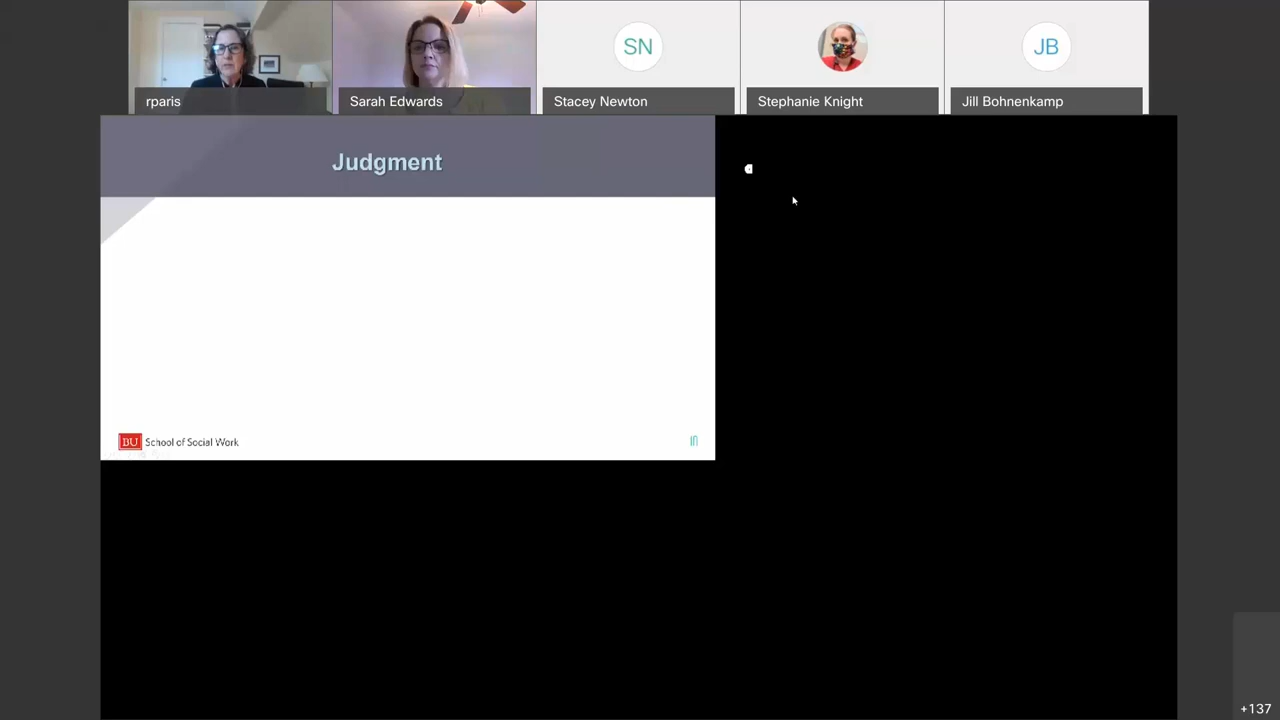 SN
JB
rparis
Sarah Edwards
Stacey Newton
Stephanie Knight
Jill Bohnenkamp
Judgment
BU School of Social Work
+137